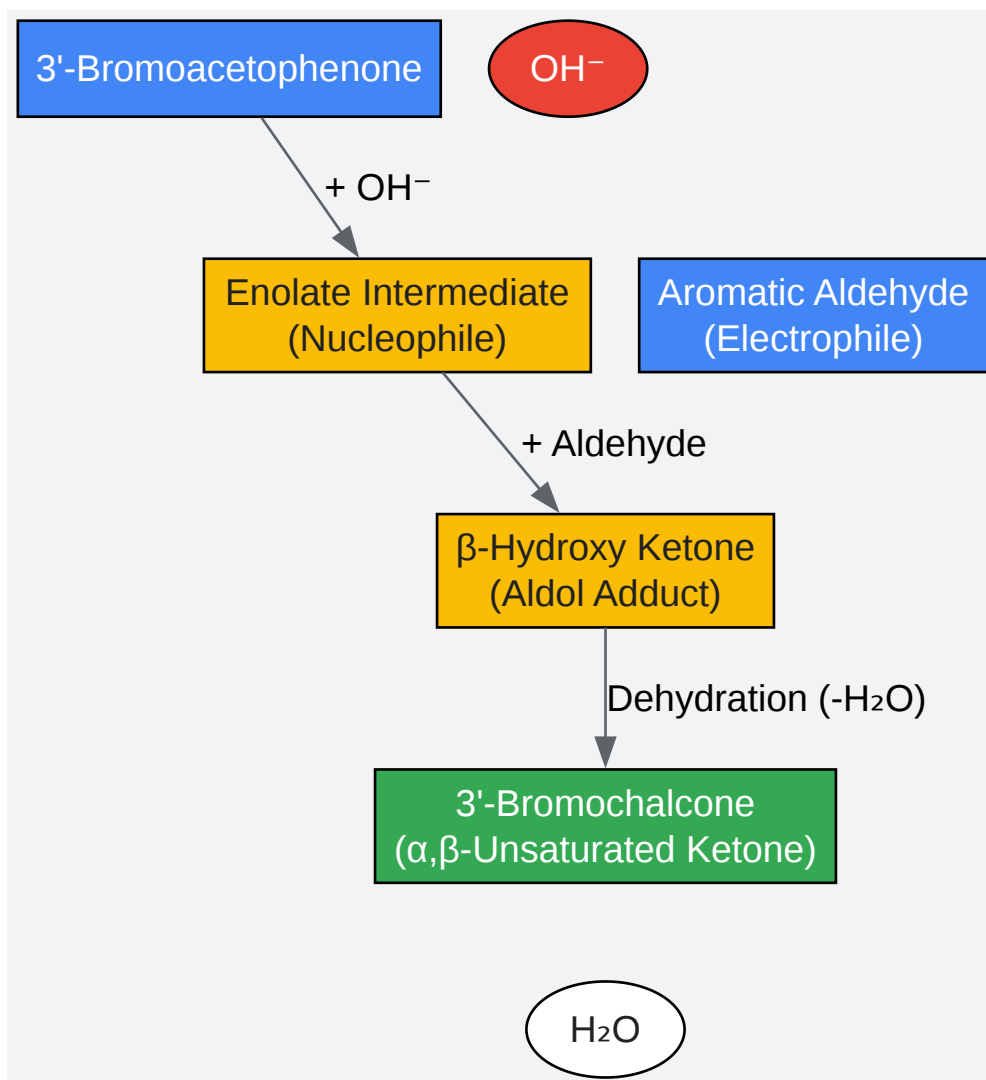 3'-Bromoacetophenone
OH⁻
+ OH⁻
Enolate Intermediate
(Nucleophile)
Aromatic Aldehyde
(Electrophile)
+ Aldehyde
β-Hydroxy Ketone
(Aldol Adduct)
Dehydration (-H₂O)
3'-Bromochalcone
(α,β-Unsaturated Ketone)
H₂O